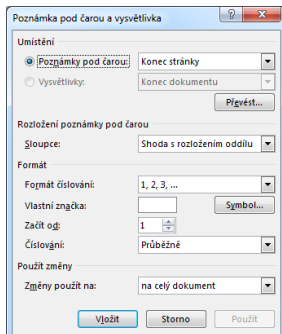 Poznámka pod čarou a vysvětlivka
Umístění
Poznámky pod čarou: Konec stránky
Vysvětlivky: Konec dokumentu
Převést...
Rozložení poznámky pod čarou
Sloupce: Shoda s rozložením oddílu
Formát
Formát číslování: 1, 2, 3, ...
Vlastní značka: Symbol...
Začít od: 1
Číslování: Průběžně
Použít změny
Změny použít na: na celý dokument
Vložit Storno Použít